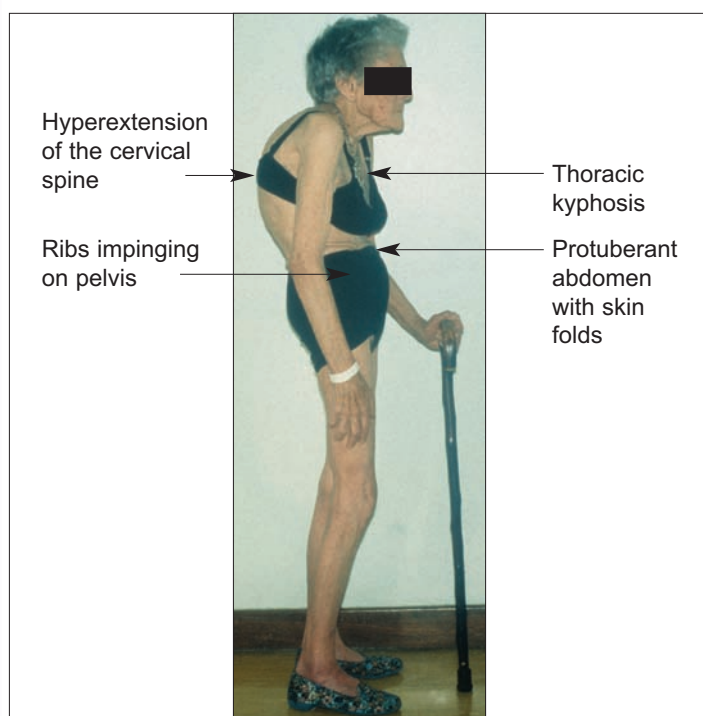 Hyperextension
of the cervical
spine
Ribs impinging
on pelvis
Thoracic
kyphosis
Protuberant
abdomen
with skin
folds